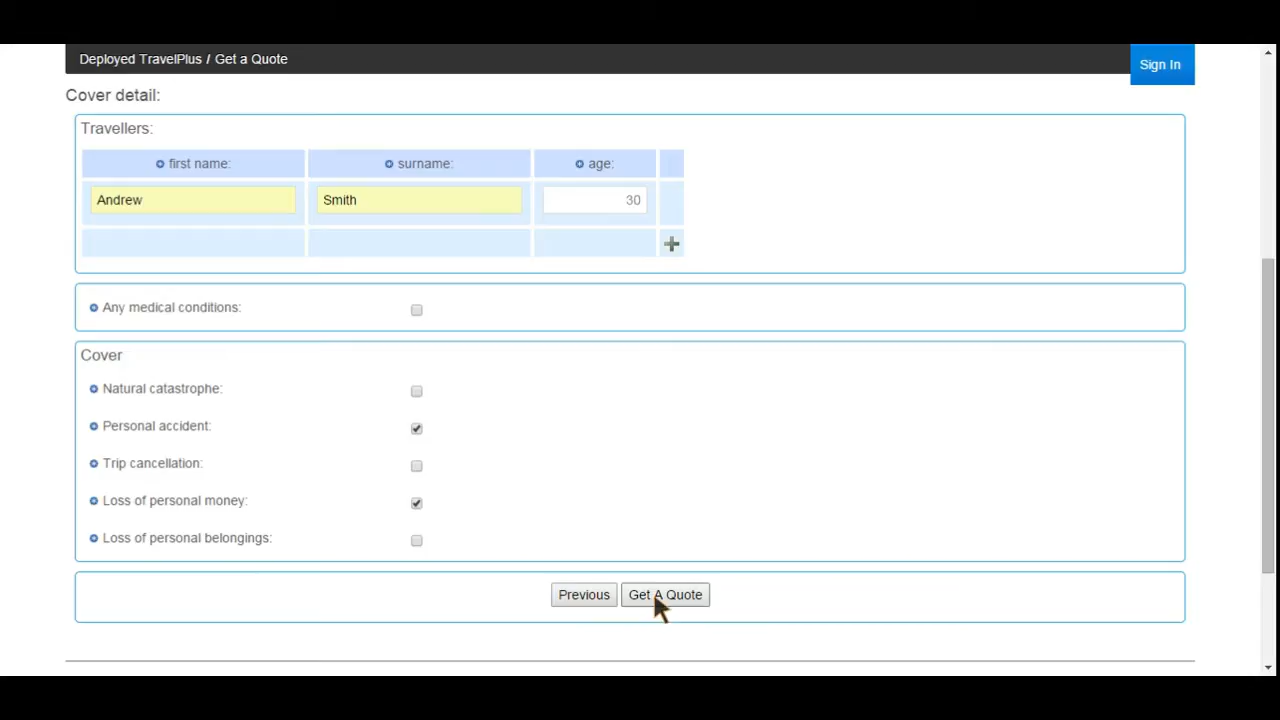 Deployed TravelPlus / Get a Quote
Sign In
Cover detail:
Travellers:
first name: surname: age:
Andrew Smith 30
Any medical conditions:
Cover
Natural catastrophe:
Personal accident:
Trip cancellation:
Loss of personal money:
Loss of personal belongings:
Previous Get A Quote